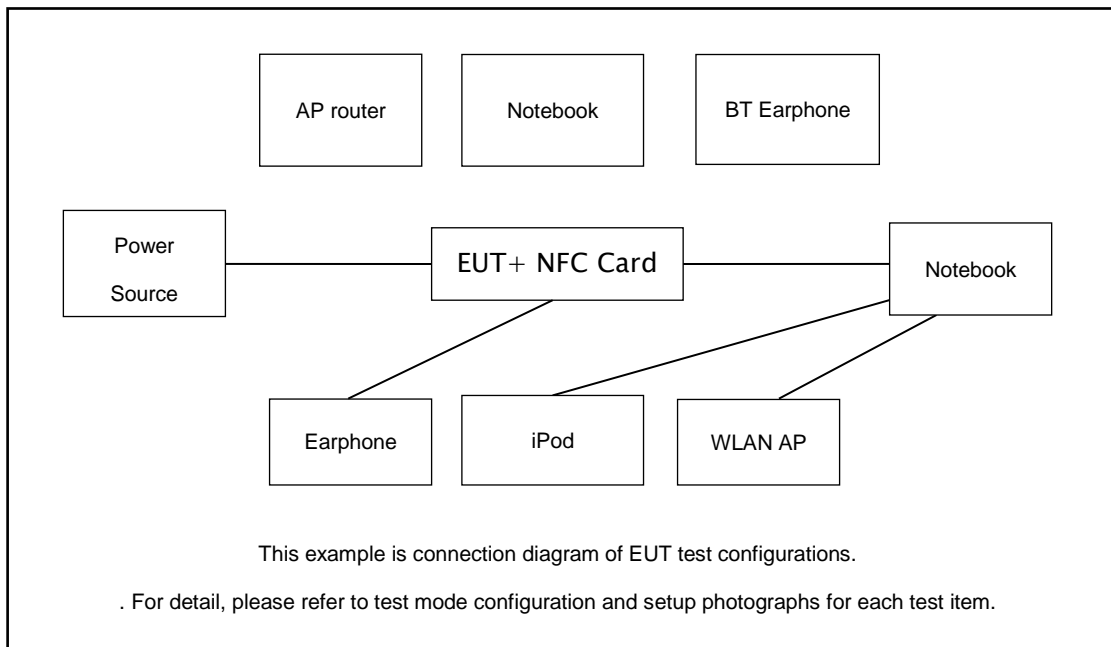 AP router
Notebook
BT Earphone
Power
Source
EUT+ NFC Card
Notebook
Earphone
iPod
WLAN AP
This example is connection diagram of EUT test configurations.
. For detail, please refer to test mode configuration and setup photographs for each test item.